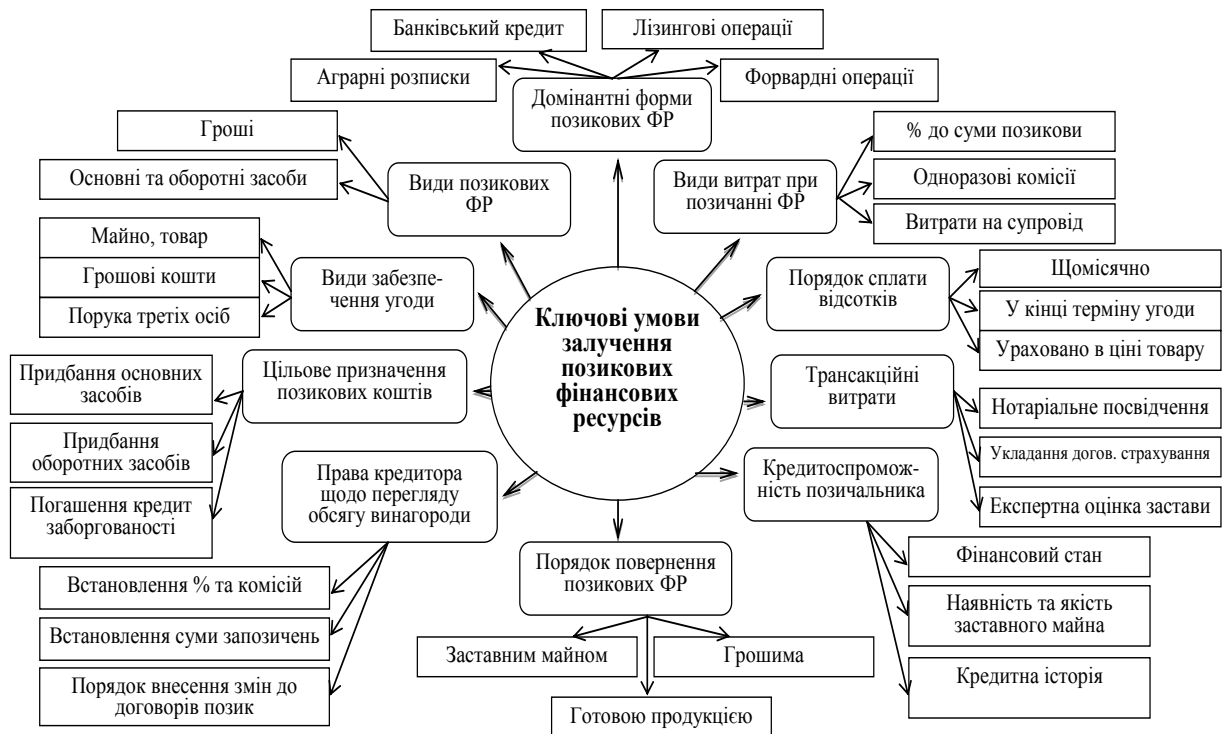 Банківський кредит
Лізингові операції
Аграрні розписки
Форвардні операції
Домінантні форми
позикових ФР
Гроші
Основні та оборотні засоби
Види позикових
ФР
Види витрат при
позичанні ФР
% до суми позикови
Одноразові комісії
Витрати на супровід
Майно, товар
Грошові кошти
Порука третіх осіб
Види забезпе-
чення угоди
Порядок сплати
відсотків
Щомісячно
У кінці терміну угоди
Ураховано в ціні товару
Ключові умови
залучення
позикових
фінансових
ресурсів
Придбання основних
засобів
Придбання
оборотних засобів
Погашення кредит
заборгованості
Цільове призначення
позикових коштів
Трансакційні
витрати
Нотаріальне посвідчення
Укладання догов. страхування
Експертна оцінка застави
Права кредитора
щодо перегляду
обсягу винагороди
Кредитоспромож-
ність позичальника
Встановлення % та комісій
Встановлення суми запозичень
Порядок внесення змін до
договорів позик
Порядок повернення
позикових ФР
Заставним майном
Грошима
Готовою продукцією
Фінансовий стан
Наявність та якість
заставного майна
Кредитна історія